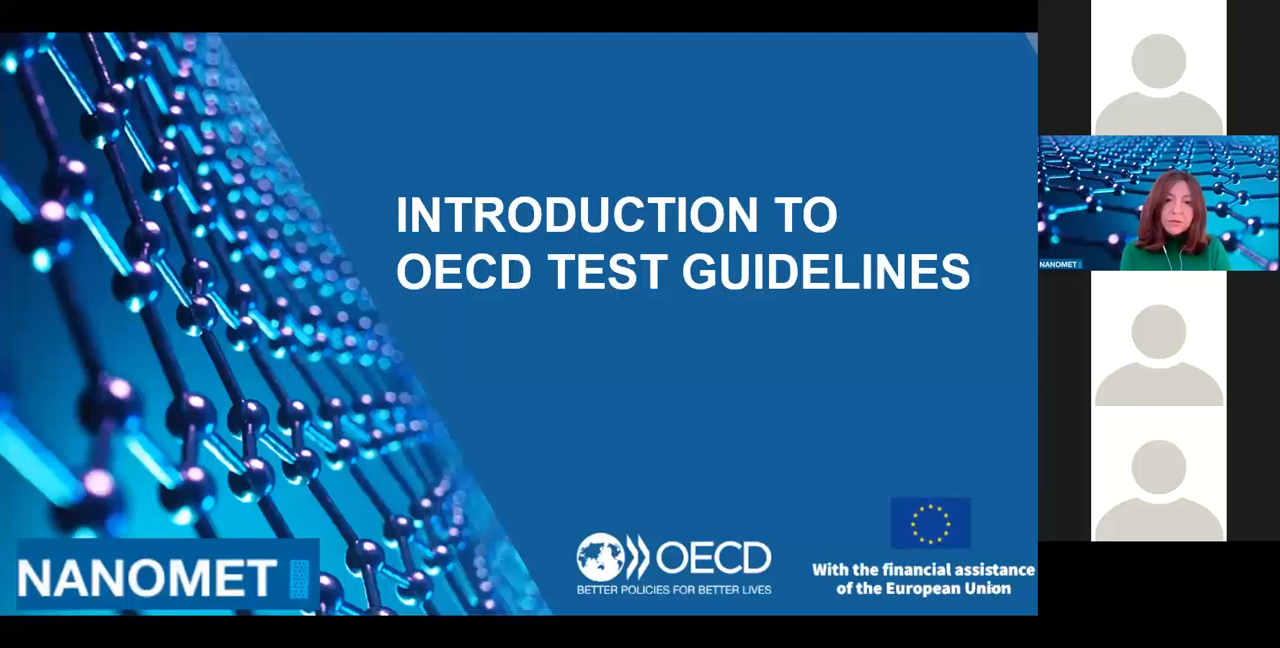 INTRODUCTION TO
OECD TEST GUIDELINES
NANOMET
NANOMET
OECD
BETTER POLICIES FOR BETTER LIVES
With the financial assistance
of the European Union